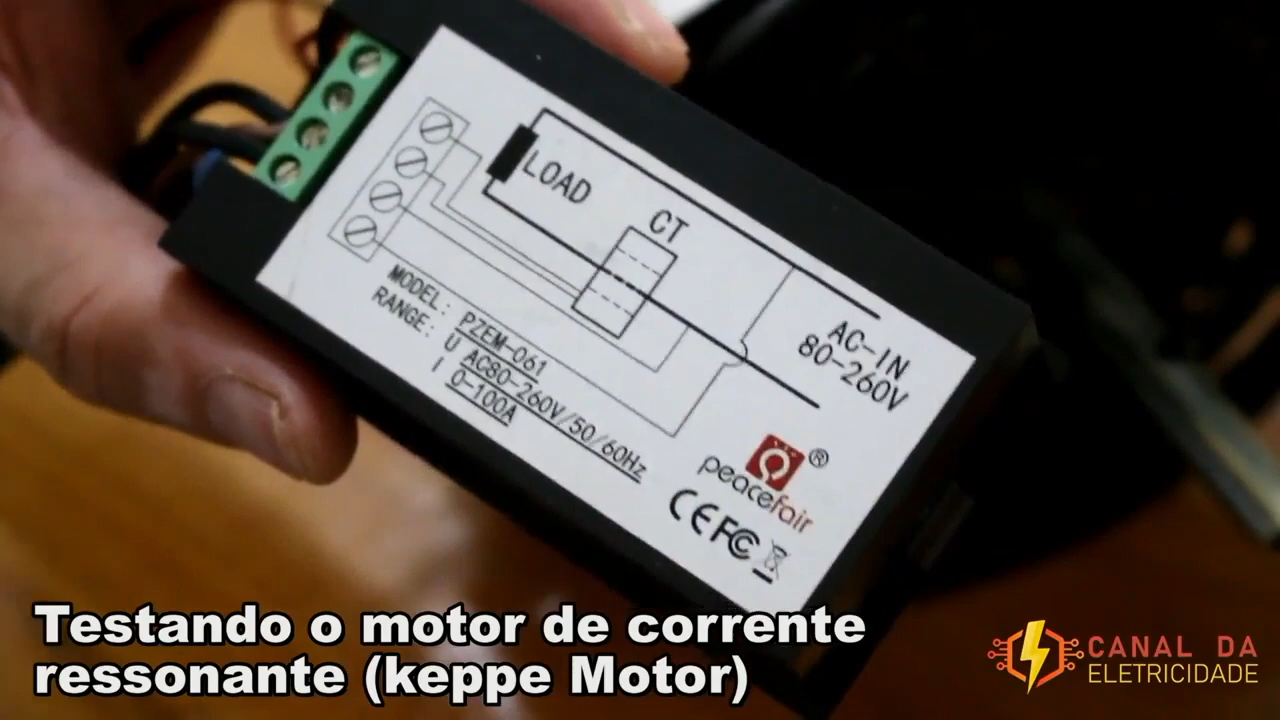 LOAD
CT
AC-IN
80-260V
MODEL: PZEM-061
RANGE: U AC80-260V/50/60Hz
I 0-100A
peacefair®
CE FC
Testando o motor de corrente
ressonante (keppe Motor)
CANAL DA
ELETRICIDADE